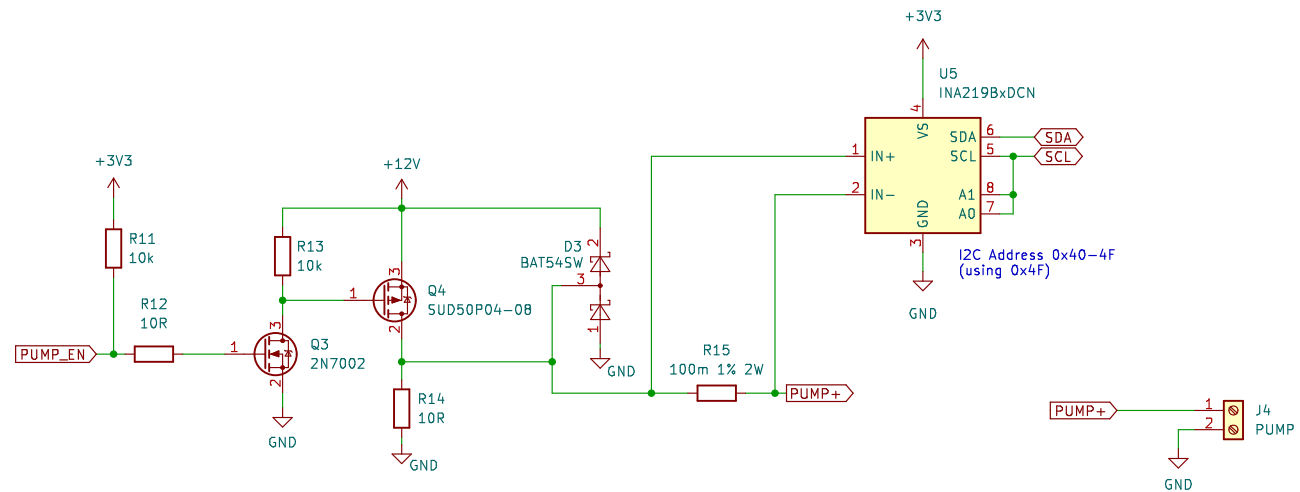 +3V3
U5
INA219BxDCN
4
VS
SDA
6
SDA
1
IN+
SCL
5
SCL
2
IN-
A1
8
A0
7
GND
3
I2C Address 0x40-4F
(using 0x4F)
GND
+3V3
+12V
R11
10k
R13
10k
D3
BAT54SW
2
3
1
GND
3
1
Q4
SUD50P04-08
2
R12
10R
PUMP_EN
1
3
Q3
2N7002
2
GND
R14
10R
GND
R15
100m 1% 2W
PUMP+
PUMP+
1
J4
2
PUMP
GND